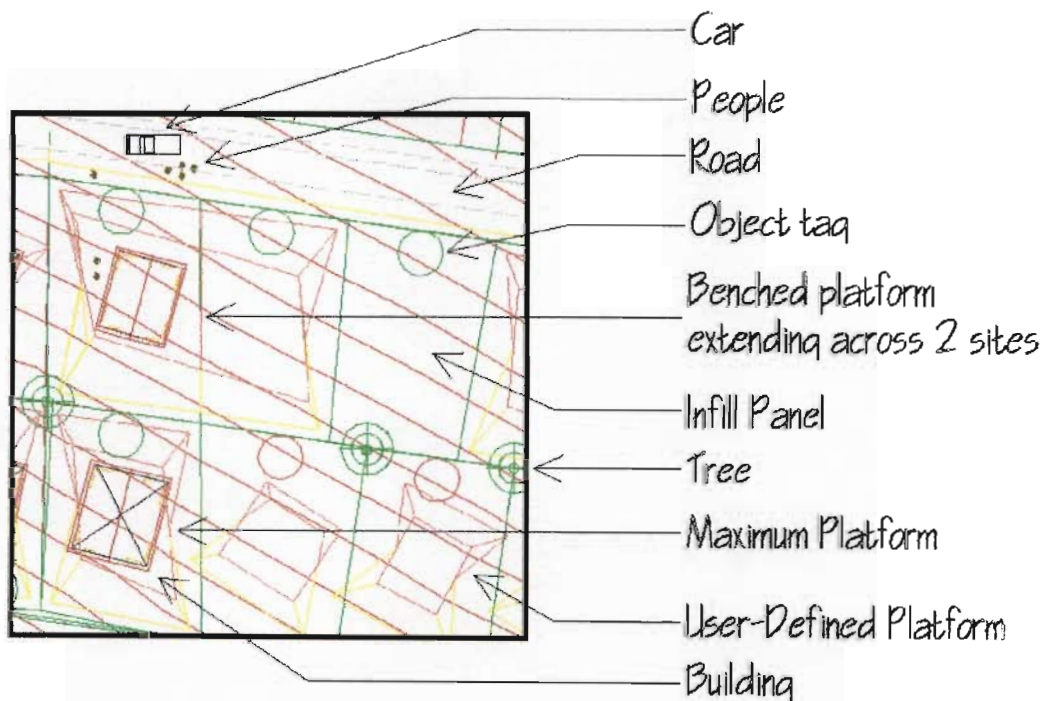 Car
People
Road
Object tag
Benched platform
extending across 2 sites
Infill Panel
Tree
Maximum Platform
User-Defined Platform
Building